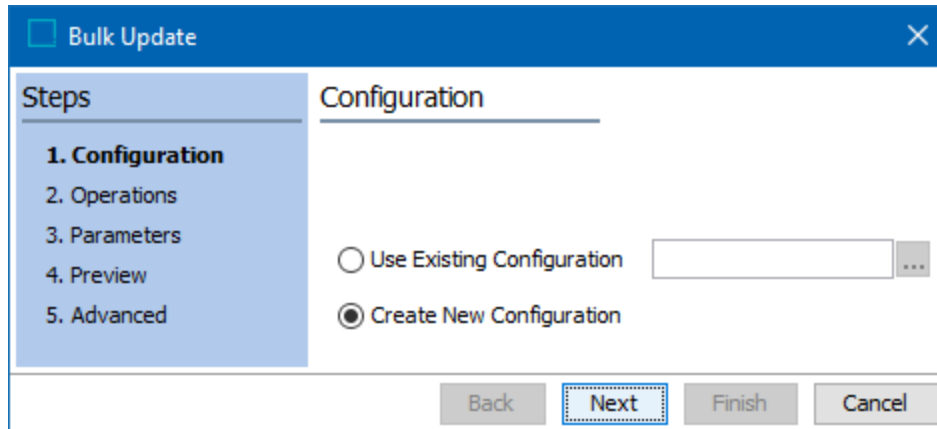 Bulk Update
Steps
1. Configuration
2. Operations
3. Parameters
4. Preview
5. Advanced
Configuration
Use Existing Configuration ...
Create New Configuration
Back Next Finish Cancel